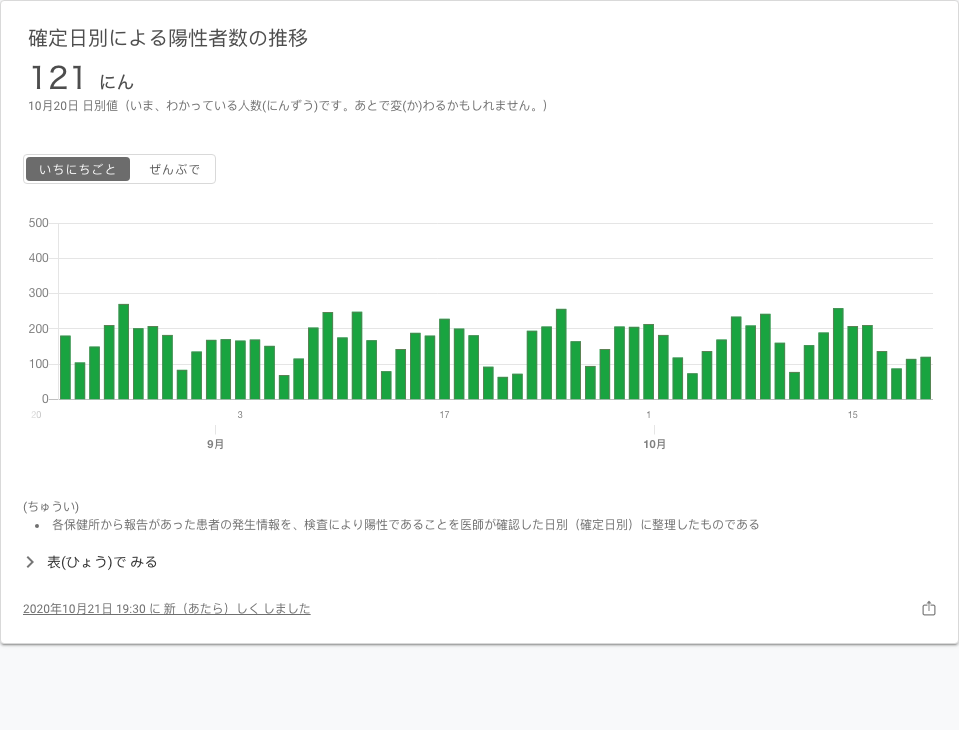 確定日別による陽性者数の推移
121 にん
10月20日 日別値（いま、わかっている人数(にんずう)です。あとで変(か)わるかもしれません。）
いちにちごと ぜんぶで
500
400
300
200
100
0
20 3 17 1 15
9月 10月
(ちゅうい)
• 各保健所から報告があった患者の発生情報を、検査により陽性であることを医師が確認した日別（確定日別）に整理したものである
表(ひょう)で みる
2020年10月21日 19:30 に 新（あたら）しく しました